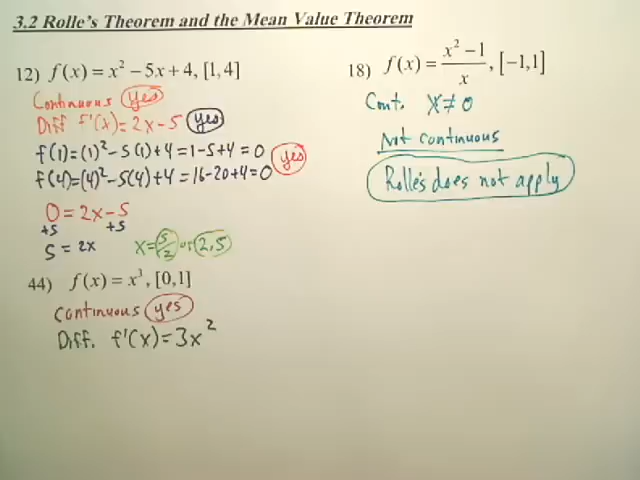 3.2 Rolle's Theorem and the Mean Value Theorem
12) f(x) = x² − 5x + 4, [1, 4]
Continuous yes
Diff f'(x) = 2x − 5 yes
f(1) = (1)² − 5(1) + 4 = 1 − 5 + 4 = 0 yes
f(4) = (4)² − 5(4) + 4 = 16 − 20 + 4 = 0
0 = 2x − 5
+5 +5
5 = 2x x = 5/2 or 2.5
44) f(x) = x³, [0,1]
Continuous yes
Diff. f'(x) = 3x²
18) f(x) = (x² − 1)/x, [−1,1]
Cont. x ≠ 0
Not continuous
Rolle's does not apply